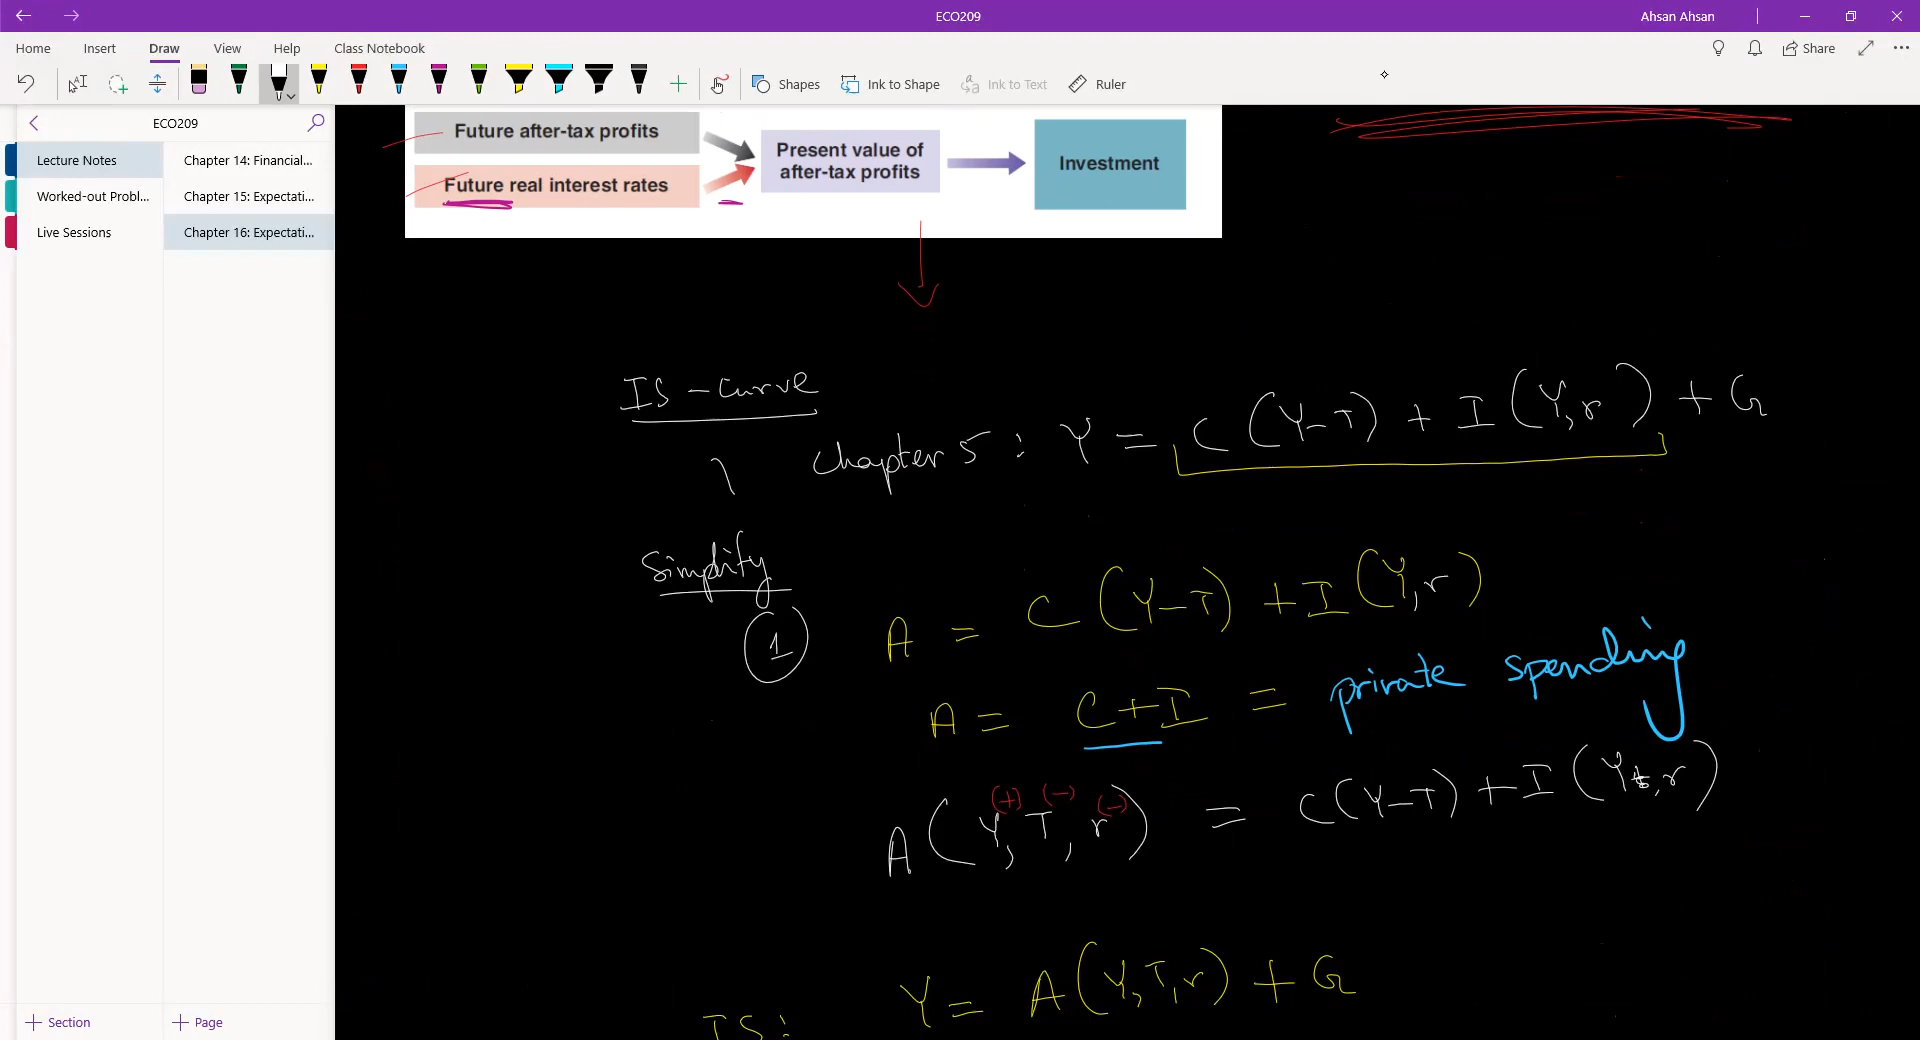 ECO209
Ahsan Ahsan
Home Insert Draw View Help Class Notebook
Share
Shapes Ink to Shape Ink to Text Ruler
ECO209
Lecture Notes
Worked-out Probl...
Live Sessions
Chapter 14: Financial...
Chapter 15: Expectati...
Chapter 16: Expectati...
Future after-tax profits
Future real interest rates
Present value of
after-tax profits
Investment
IS - Curve
Chapter 5 : Y = C (Y-T) + I (Y, r) + G
Simplify
1
A = C (Y-T) + I (Y, r)
A = C + I = private spending
(+) (-) (-)
A (Y, T, r) = C (Y-T) + I (Y, r)
Y = A (Y, T, r) + G
IS:
+ Section
+ Page